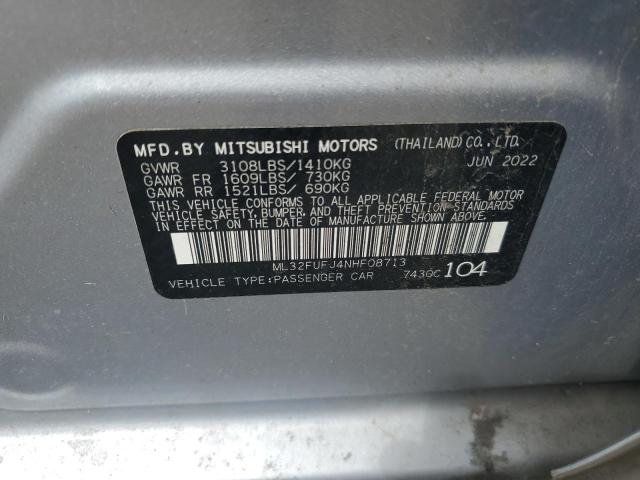 MFD.BY MITSUBISHI MOTORS (THAILAND) CO., LTD.
GVWR 3108LBS/1410KG JUN 2022
GAWR FR 1609LBS/ 730KG
GAWR RR 1521LBS/ 690KG
THIS VEHICLE CONFORMS TO ALL APPLICABLE FEDERAL MOTOR
VEHICLE SAFETY, BUMPER, AND THEFT PREVENTION STANDARDS
IN EFFECT ON THE DATE OF MANUFACTURE SHOWN ABOVE.
ML32FUFJ4NHF08713
VEHICLE TYPE:PASSENGER CAR 7430C 104